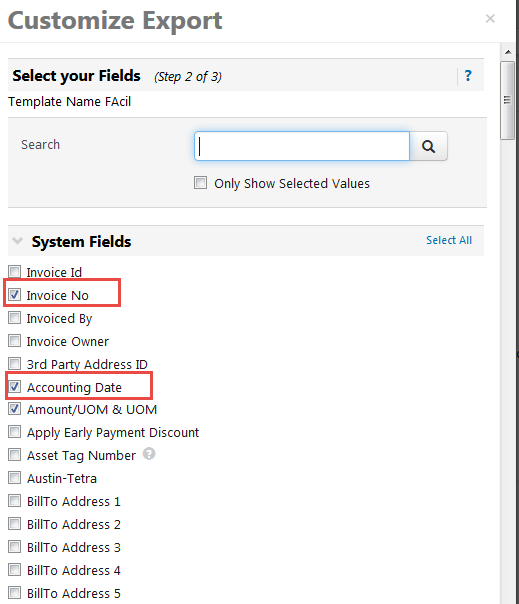 Customize Export ×
Select your Fields (Step 2 of 3) ?
Template Name FAcil
Search
Only Show Selected Values
System Fields Select All
Invoice Id
Invoice No
Invoiced By
Invoice Owner
3rd Party Address ID
Accounting Date
Amount/UOM & UOM
Apply Early Payment Discount
Asset Tag Number ?
Austin-Tetra
BillTo Address 1
BillTo Address 2
BillTo Address 3
BillTo Address 4
BillTo Address 5